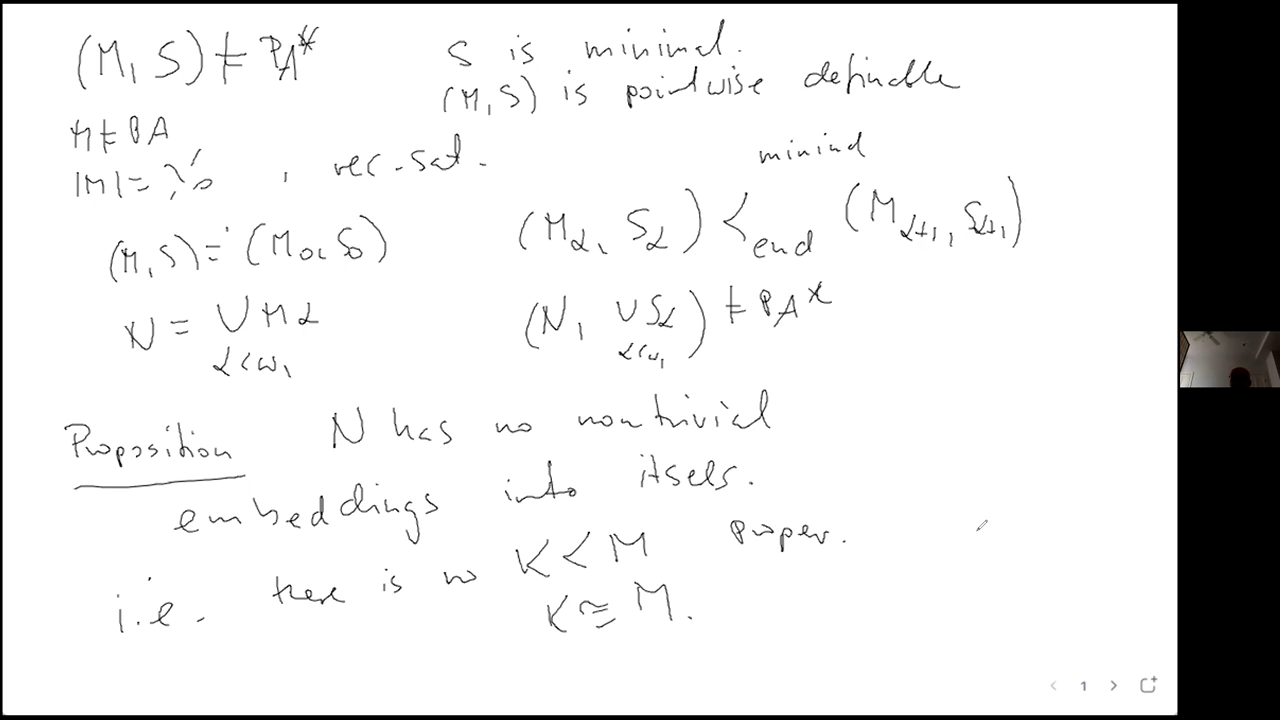 (M, S) ⊨ PA* S is minimal.
(M, S) is pointwise definable
M ⊨ PA
|M| = ℵ₀, rec. sat.
minimal
(M, S) = (M₀, S₀) (M_α, S_α) ≺_end (M_α+1, S_α+1)
N = ∪ M_α (N, ∪ S_α) ⊨ PA*
α<ω₁ α<ω₁
Proposition N has no nontrivial
embeddings into itself.
i.e. there is no K ≺ M proper.
K ≅ M.
1